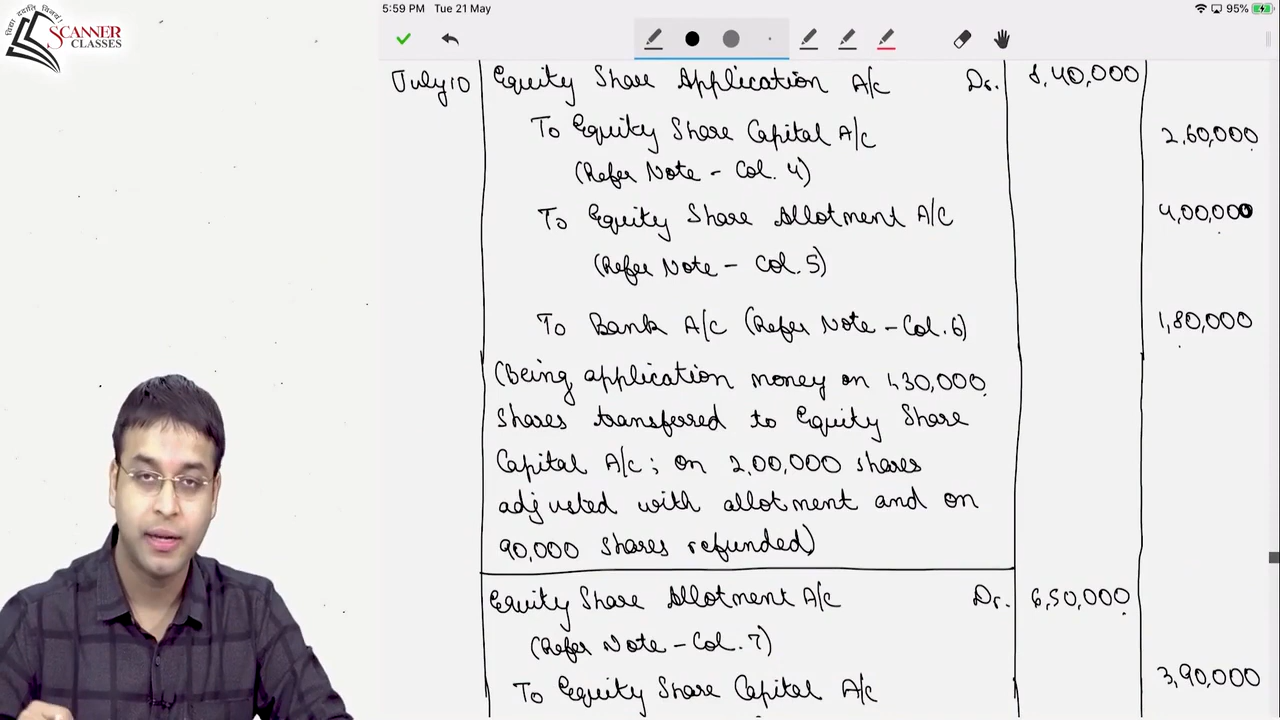 विद्या ददाति विनयं
SCANNER
CLASSES
5:59 PM Tue 21 May
95%
July 10 Equity Share Application A/c Dr. 8,40,000
To Equity Share Capital A/c 2,60,000
(Refer Note - Col. 4)
To Equity Share Allotment A/c 4,00,000
(Refer Note - Col. 5)
To Bank A/c (Refer Note - Col. 6) 1,80,000
(Being application money on 1,30,000
shares transferred to Equity Share
Capital A/c; on 2,00,000 shares
adjusted with allotment and on
90,000 shares refunded)
Equity Share Allotment A/c Dr. 6,50,000
(Refer Note - Col. 7)
To Equity Share Capital A/c 3,90,000